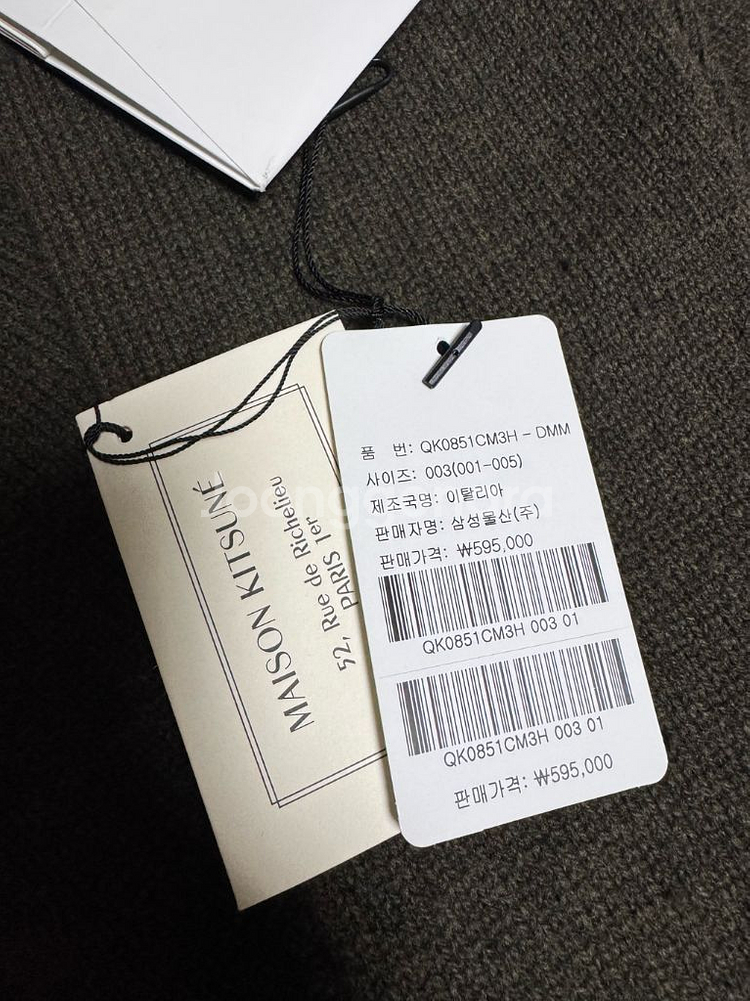 MAISON KITSUNÉ
52, Rue de Richelieu
PARIS 1er
품 번: QK0851CM3H - DMM
사이즈: 003(001-005)
제조국명: 이탈리아
판매자명: 삼성물산(주)
판매가격: ₩595,000
QK0851CM3H 003 01
QK0851CM3H 003 01
판매가격: ₩595,000